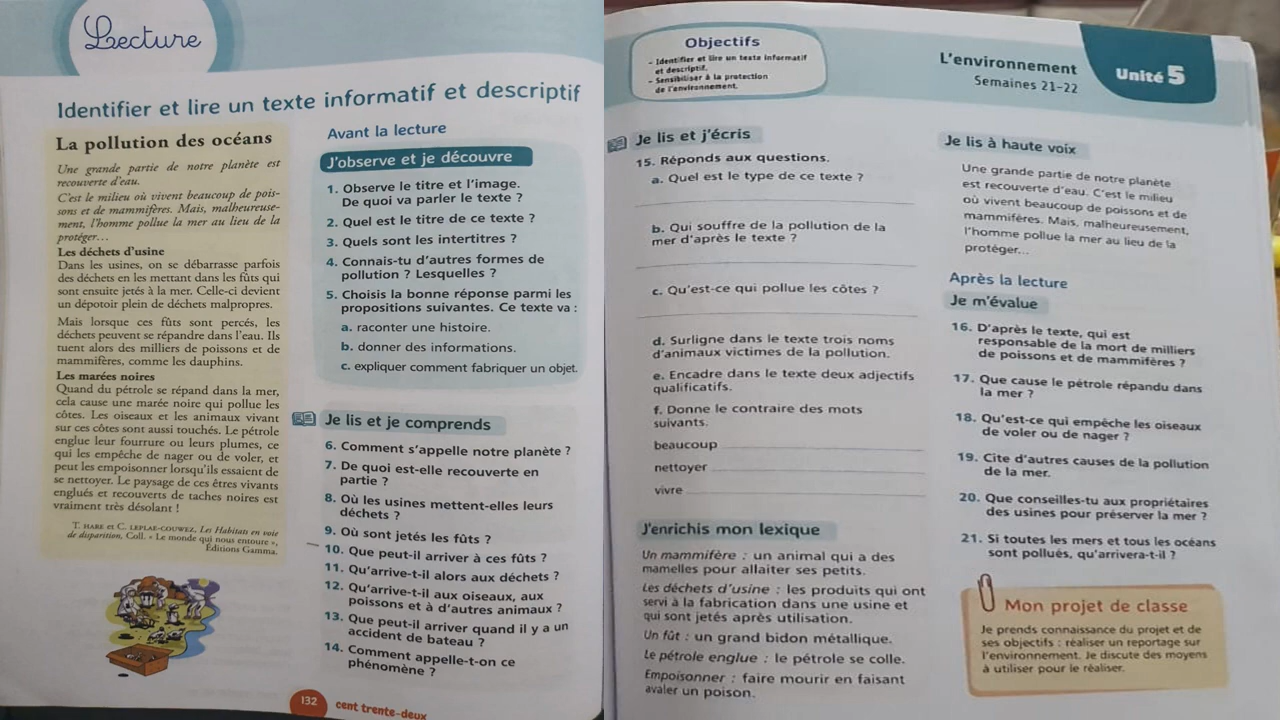 Lecture
Identifier et lire un texte informatif et descriptif
La pollution des océans
Une grande partie de notre planète est
recouverte d'eau.
C'est le milieu où vivent beaucoup de pois-
sons et de mammifères. Mais, malheureuse-
ment, l'homme pollue la mer au lieu de la
protéger…
Les déchets d'usine
Dans les usines, on se débarrasse parfois
des déchets en les mettant dans les fûts qui
sont ensuite jetés à la mer. Celle-ci devient
un dépotoir plein de déchets malpropres.
Mais lorsque ces fûts sont percés, les
déchets peuvent se répandre dans l'eau. Ils
tuent alors des milliers de poissons et de
mammifères, comme les dauphins.
Les marées noires
Quand du pétrole se répand dans la mer,
cela cause une marée noire qui pollue les
côtes. Les oiseaux et les animaux vivant
sur ces côtes sont aussi touchés. Le pétrole
englue leur fourrure ou leurs plumes, ce
qui les empêche de nager ou de voler, et
peut les empoisonner lorsqu'ils essaient de
se nettoyer. Le paysage de ces êtres vivants
englués et recouverts de taches noires est
vraiment très désolant !
T. HARE et C. LEPLAE-COUWEZ, Les Habitan en voie
de disparition, Coll. « Le monde qui nous entoure »,
Éditions Gamma.
Avant la lecture
J'observe et je découvre
1. Observe le titre et l'image.
De quoi va parler le texte ?
2. Quel est le titre de ce texte ?
3. Quels sont les intertitres ?
4. Connais-tu d'autres formes de
pollution ? Lesquelles ?
5. Choisis la bonne réponse parmi les
propositions suivantes. Ce texte va :
a. raconter une histoire.
b. donner des informations.
c. expliquer comment fabriquer un objet.
Je lis et je comprends
6. Comment s'appelle notre planète ?
7. De quoi est-elle recouverte en
partie ?
8. Où les usines mettent-elles leurs
déchets ?
9. Où sont jetés les fûts ?
10. Que peut-il arriver à ces fûts ?
11. Qu'arrive-t-il alors aux déchets ?
12. Qu'arrive-t-il aux oiseaux, aux
poissons et à d'autres animaux ?
13. Que peut-il arriver quand il y a un
accident de bateau ?
14. Comment appelle-t-on ce
phénomène ?
132
cent trente-deux
Objectifs
- Identifier et lire un texte informatif
et descriptif.
- Sensibiliser à la protection
de l'environnement.
L'environnement
Semaines 21-22
Unité 5
Je lis et j'écris
15. Réponds aux questions.
a. Quel est le type de ce texte ?
b. Qui souffre de la pollution de la
mer d'après le texte ?
c. Qu'est-ce qui pollue les côtes ?
d. Surligne dans le texte trois noms
d'animaux victimes de la pollution.
e. Encadre dans le texte deux adjectifs
qualificatifs.
f. Donne le contraire des mots
suivants.
beaucoup
nettoyer
vivre
J'enrichis mon lexique
Un mammifère : un animal qui a des
mamelles pour allaiter ses petits.
Les déchets d'usine : les produits qui ont
servi à la fabrication dans une usine et
qui sont jetés après utilisation.
Un fût : un grand bidon métallique.
Le pétrole englue : le pétrole se colle.
Empoisonner : faire mourir en faisant
avaler un poison.
Je lis à haute voix
Une grande partie de notre planète
est recouverte d'eau. C'est le milieu
où vivent beaucoup de poissons et de
mammifères. Mais, malheureusement,
l'homme pollue la mer au lieu de la
protéger…
Après la lecture
Je m'évalue
16. D'après le texte, qui est
responsable de la mort de milliers
de poissons et de mammifères ?
17. Que cause le pétrole répandu dans
la mer ?
18. Qu'est-ce qui empêche les oiseaux
de voler ou de nager ?
19. Cite d'autres causes de la pollution
de la mer.
20. Que conseilles-tu aux propriétaires
des usines pour préserver la mer ?
21. Si toutes les mers et tous les océans
sont pollués, qu'arrivera-t-il ?
Mon projet de classe
Je prends connaissance du projet et de
ses objectifs : réaliser un reportage sur
l'environnement. Je discute des moyens
à utiliser pour le réaliser.